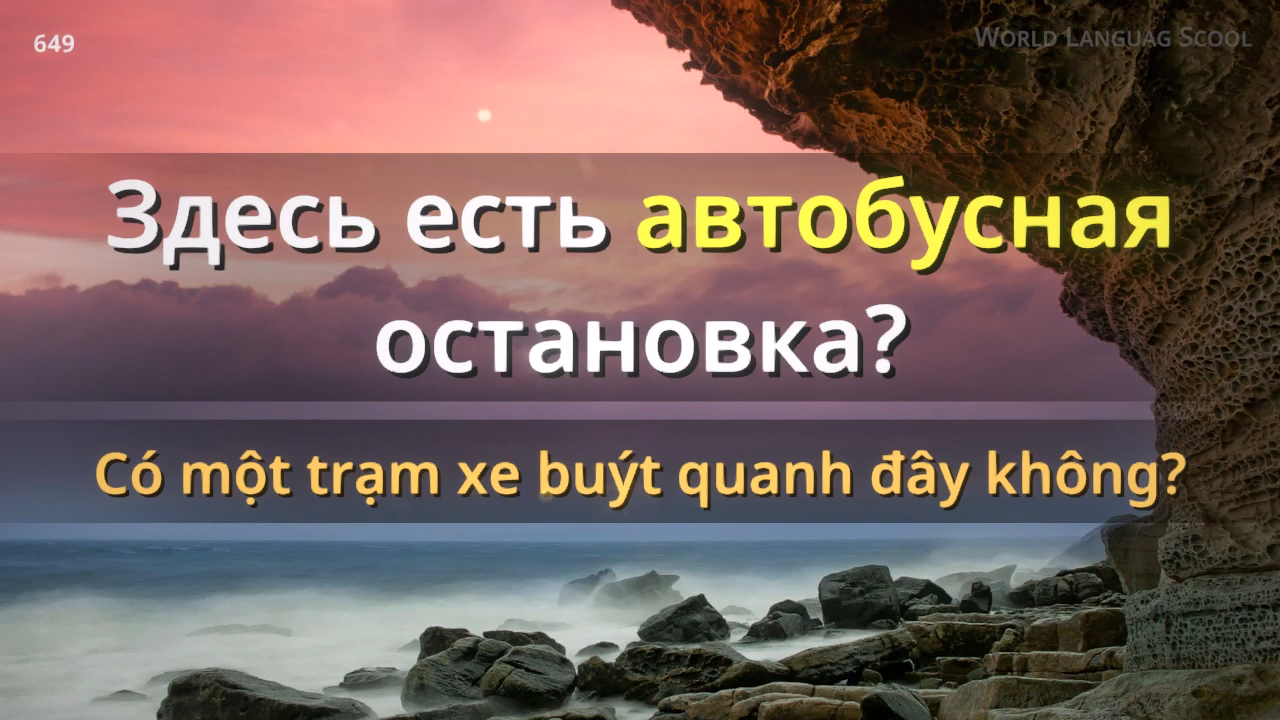 649
World Languag Scool
Здесь есть автобусная
остановка?
Có một trạm xe buýt quanh đây không?